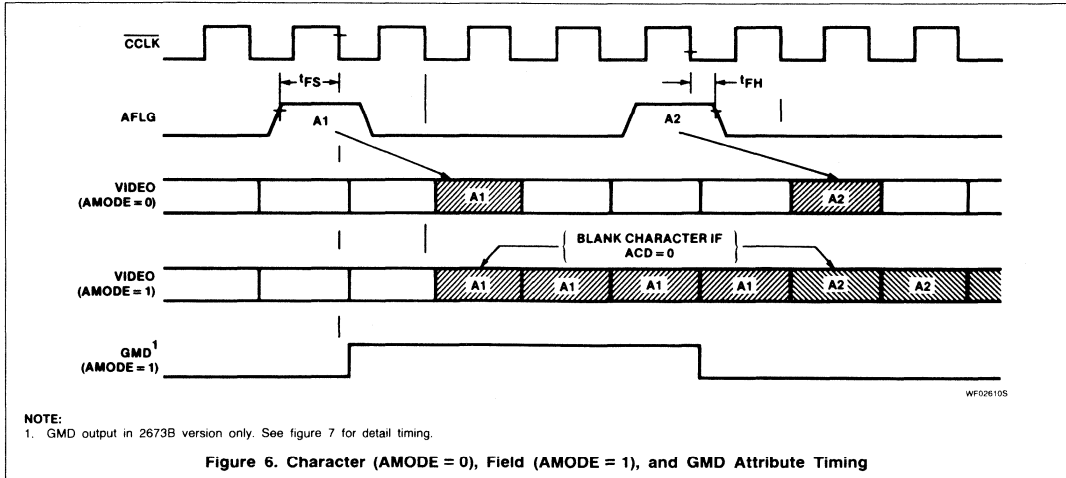 CCLK
tFS
tFH
AFLG
A1
A2
VIDEO
(AMODE = 0)
A1
A2
BLANK CHARACTER IF
ACD = 0
VIDEO
(AMODE = 1)
A1
A1
A1
A1
A2
A2
GMD1
(AMODE = 1)
WF02610S
NOTE:
1. GMD output in 2673B version only. See figure 7 for detail timing.
Figure 6. Character (AMODE = 0), Field (AMODE = 1), and GMD Attribute Timing